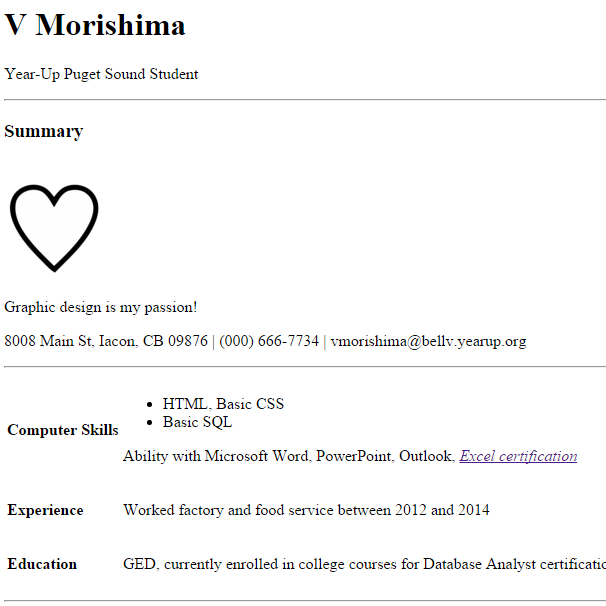 V Morishima
Year-Up Puget Sound Student
Summary
Graphic design is my passion!
8008 Main St, Iacon, CB 09876 | (000) 666-7734 | vmorishima@bellv.yearup.org
Computer Skills
HTML, Basic CSS
Basic SQL
Ability with Microsoft Word, PowerPoint, Outlook, Excel certification
Experience Worked factory and food service between 2012 and 2014
Education GED, currently enrolled in college courses for Database Analyst